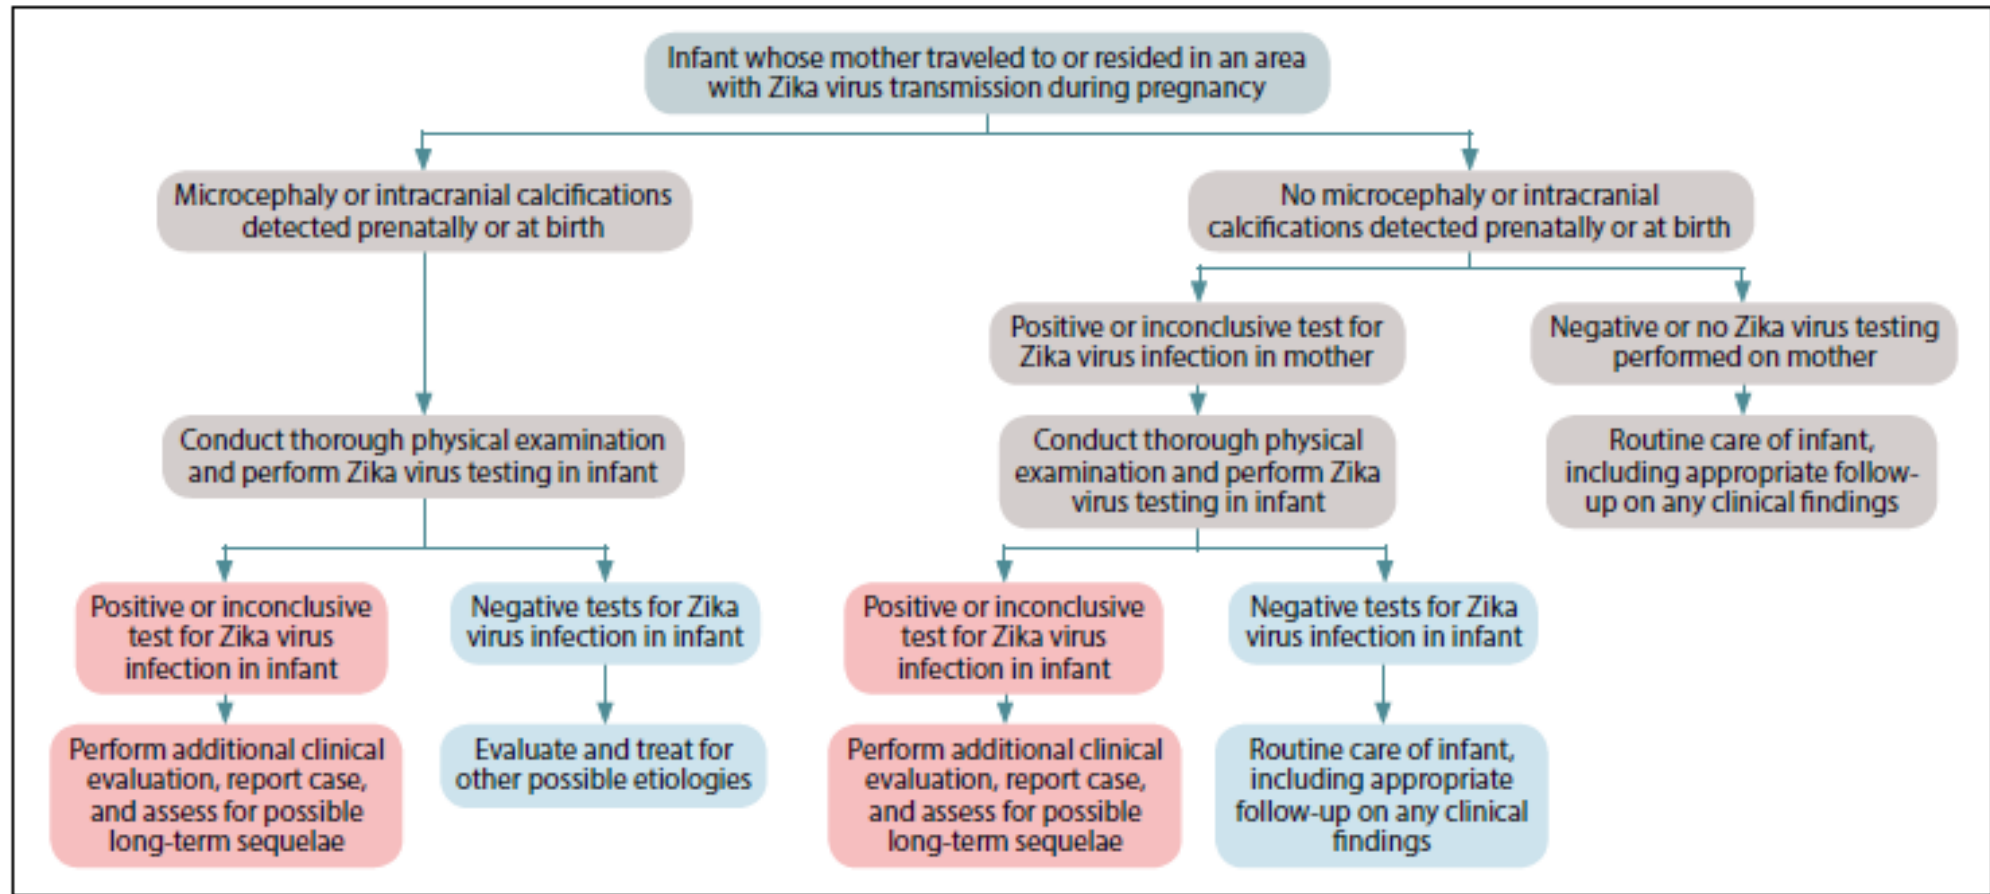 Infant whose mother traveled to or resided in an area
with Zika virus transmission during pregnancy
Microcephaly or intracranial calcifications
detected prenatally or at birth
No microcephaly or intracranial
calcifications detected prenatally or at birth
Positive or inconclusive test for
Zika virus infection in mother
Negative or no Zika virus testing
performed on mother
Conduct thorough physical examination
and perform Zika virus testing in infant
Conduct thorough physical
examination and perform Zika
virus testing in infant
Routine care of infant,
including appropriate follow-
up on any clinical findings
Positive or inconclusive
test for Zika virus
infection in infant
Negative tests for Zika
virus infection in infant
Positive or inconclusive
test for Zika virus
infection in infant
Negative tests for Zika
virus infection in infant
Perform additional clinical
evaluation, report case,
and assess for possible
long-term sequelae
Evaluate and treat for
other possible etiologies
Perform additional clinical
evaluation, report case,
and assess for possible
long-term sequelae
Routine care of infant,
including appropriate
follow-up on any clinical
findings